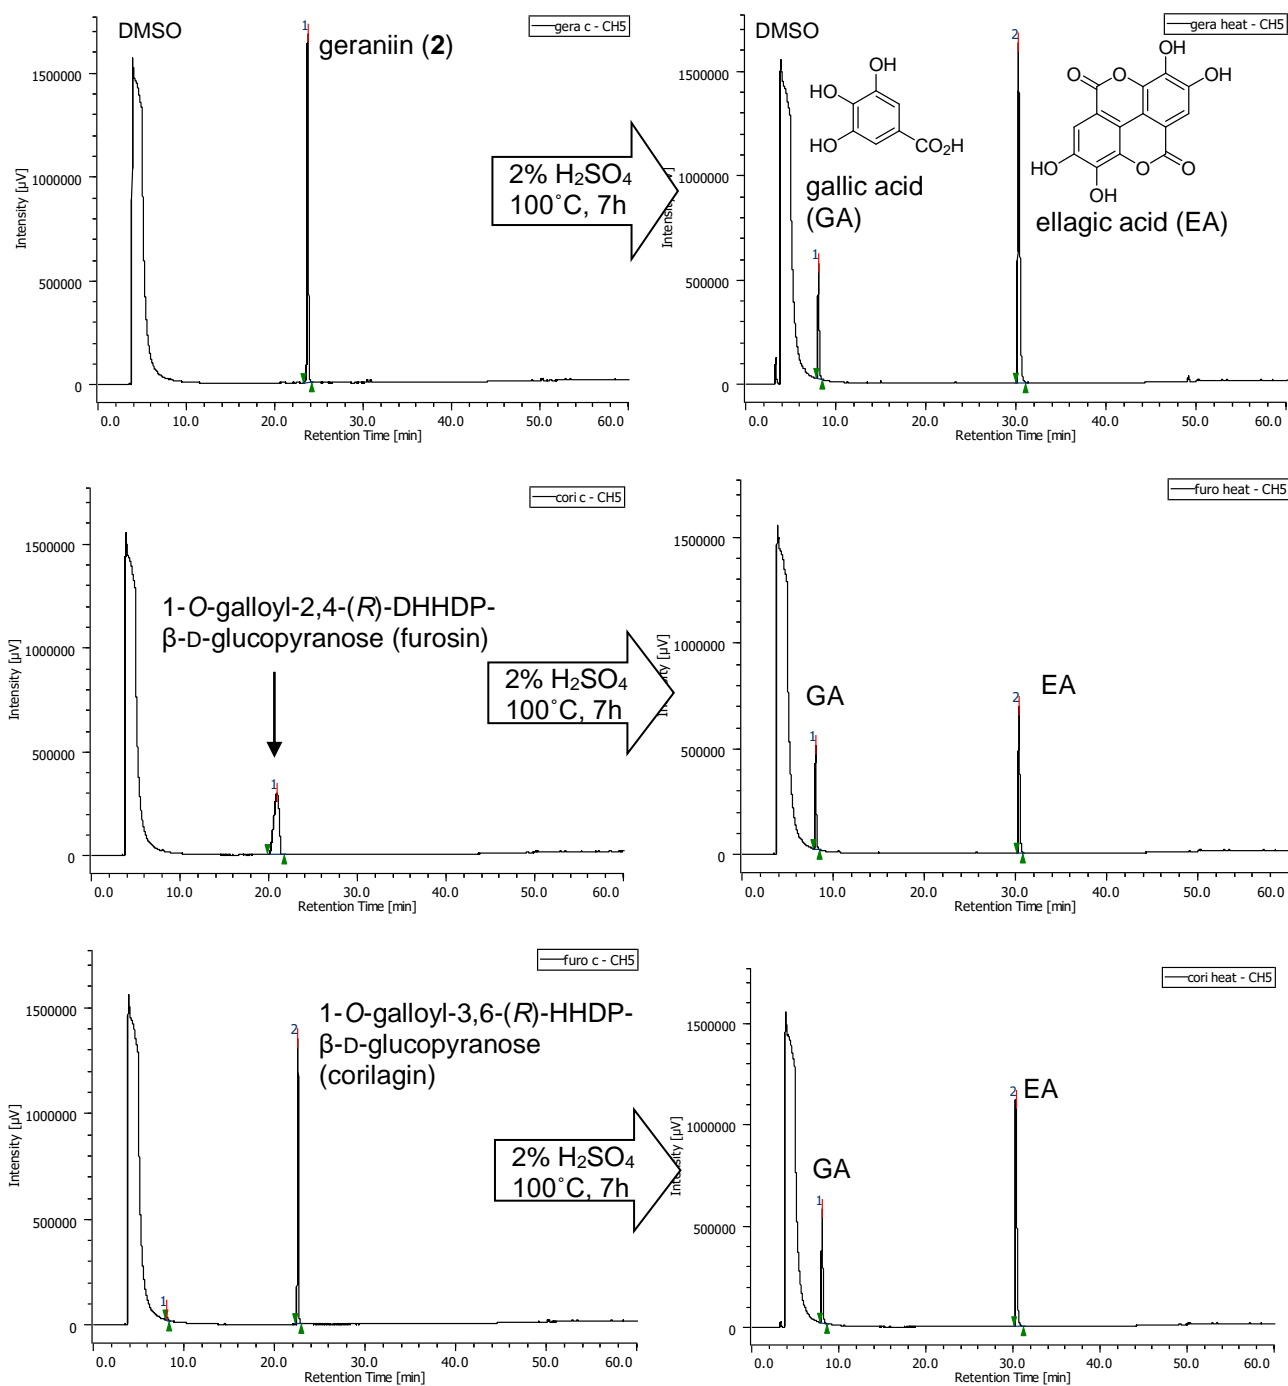 DMSO
gera c - CH5
1
geraniin (2)
1500000
1000000
500000
0
Intensity [µV]
0.0 10.0 20.0 30.0 40.0 50.0 60.0
Retention Time [min]
2% H₂SO₄
100˚C, 7h
DMSO
gera heat - CH5
2
OH
HO
HO
CO₂H
gallic acid
(GA)
O
O
OH
OH
HO
OH
O
O
ellagic acid (EA)
1
1500000
1000000
500000
0
Intensity [µV]
0.0 10.0 20.0 30.0 40.0 50.0 60.0
Retention Time [min]
cori c - CH5
1-O-galloyl-2,4-(R)-DHHDP-
β-D-glucopyranose (furosin)
1
1500000
1000000
500000
0
Intensity [µV]
0.0 10.0 20.0 30.0 40.0 50.0 60.0
Retention Time [min]
2% H₂SO₄
100˚C, 7h
furo heat - CH5
GA
EA
1
2
1500000
1000000
500000
0
Intensity [µV]
0.0 10.0 20.0 30.0 40.0 50.0 60.0
Retention Time [min]
furo c - CH5
1-O-galloyl-3,6-(R)-HHDP-
β-D-glucopyranose
(corilagin)
2
1
1500000
1000000
500000
0
Intensity [µV]
0.0 10.0 20.0 30.0 40.0 50.0 60.0
Retention Time [min]
2% H₂SO₄
100˚C, 7h
cori heat - CH5
2
EA
GA
1
1500000
1000000
500000
0
Intensity [µV]
0.0 10.0 20.0 30.0 40.0 50.0 60.0
Retention Time [min]